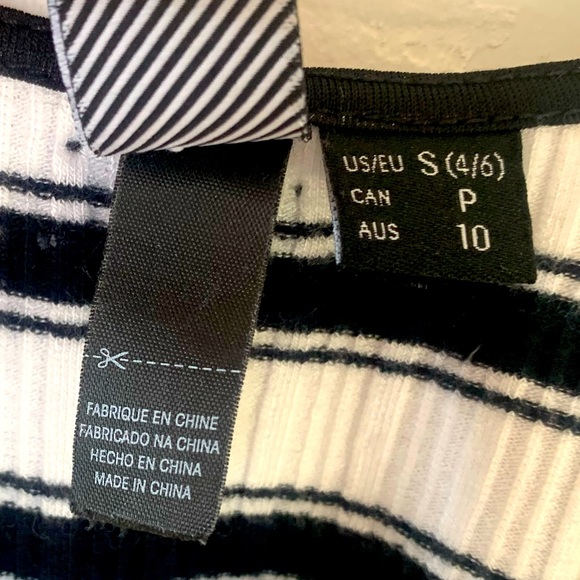 US/EU S (4/6)
CAN P
AUS 10
FABRIQUE EN CHINE
FABRICADO NA CHINA
HECHO EN CHINA
MADE IN CHINA